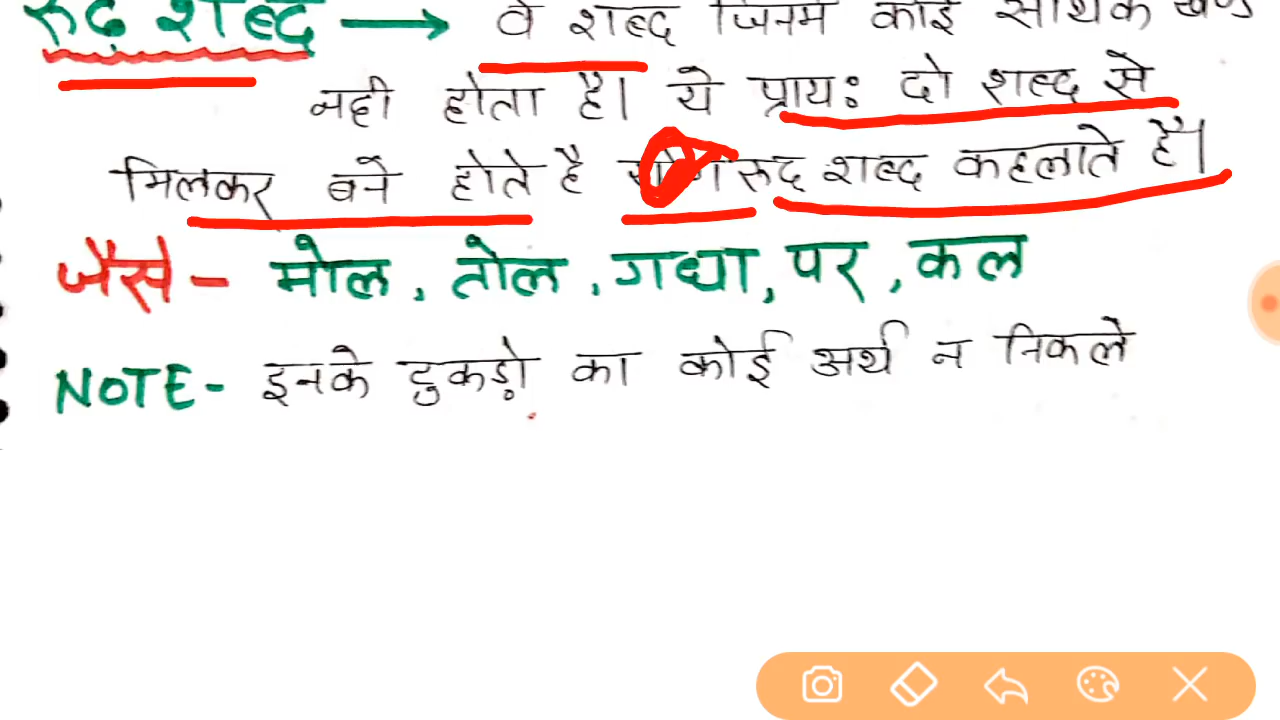 रूढ़ शब्द → वे शब्द जिनमें कोई सार्थक खण्ड
नही होता है। ये प्रायः दो शब्द से
मिलकर बने होते है रूढ शब्द कहलाते है।
जैसे - मोल, तोल, गधा, पर, कल
NOTE - इनके टुकड़ो का कोई अर्थ न निकले